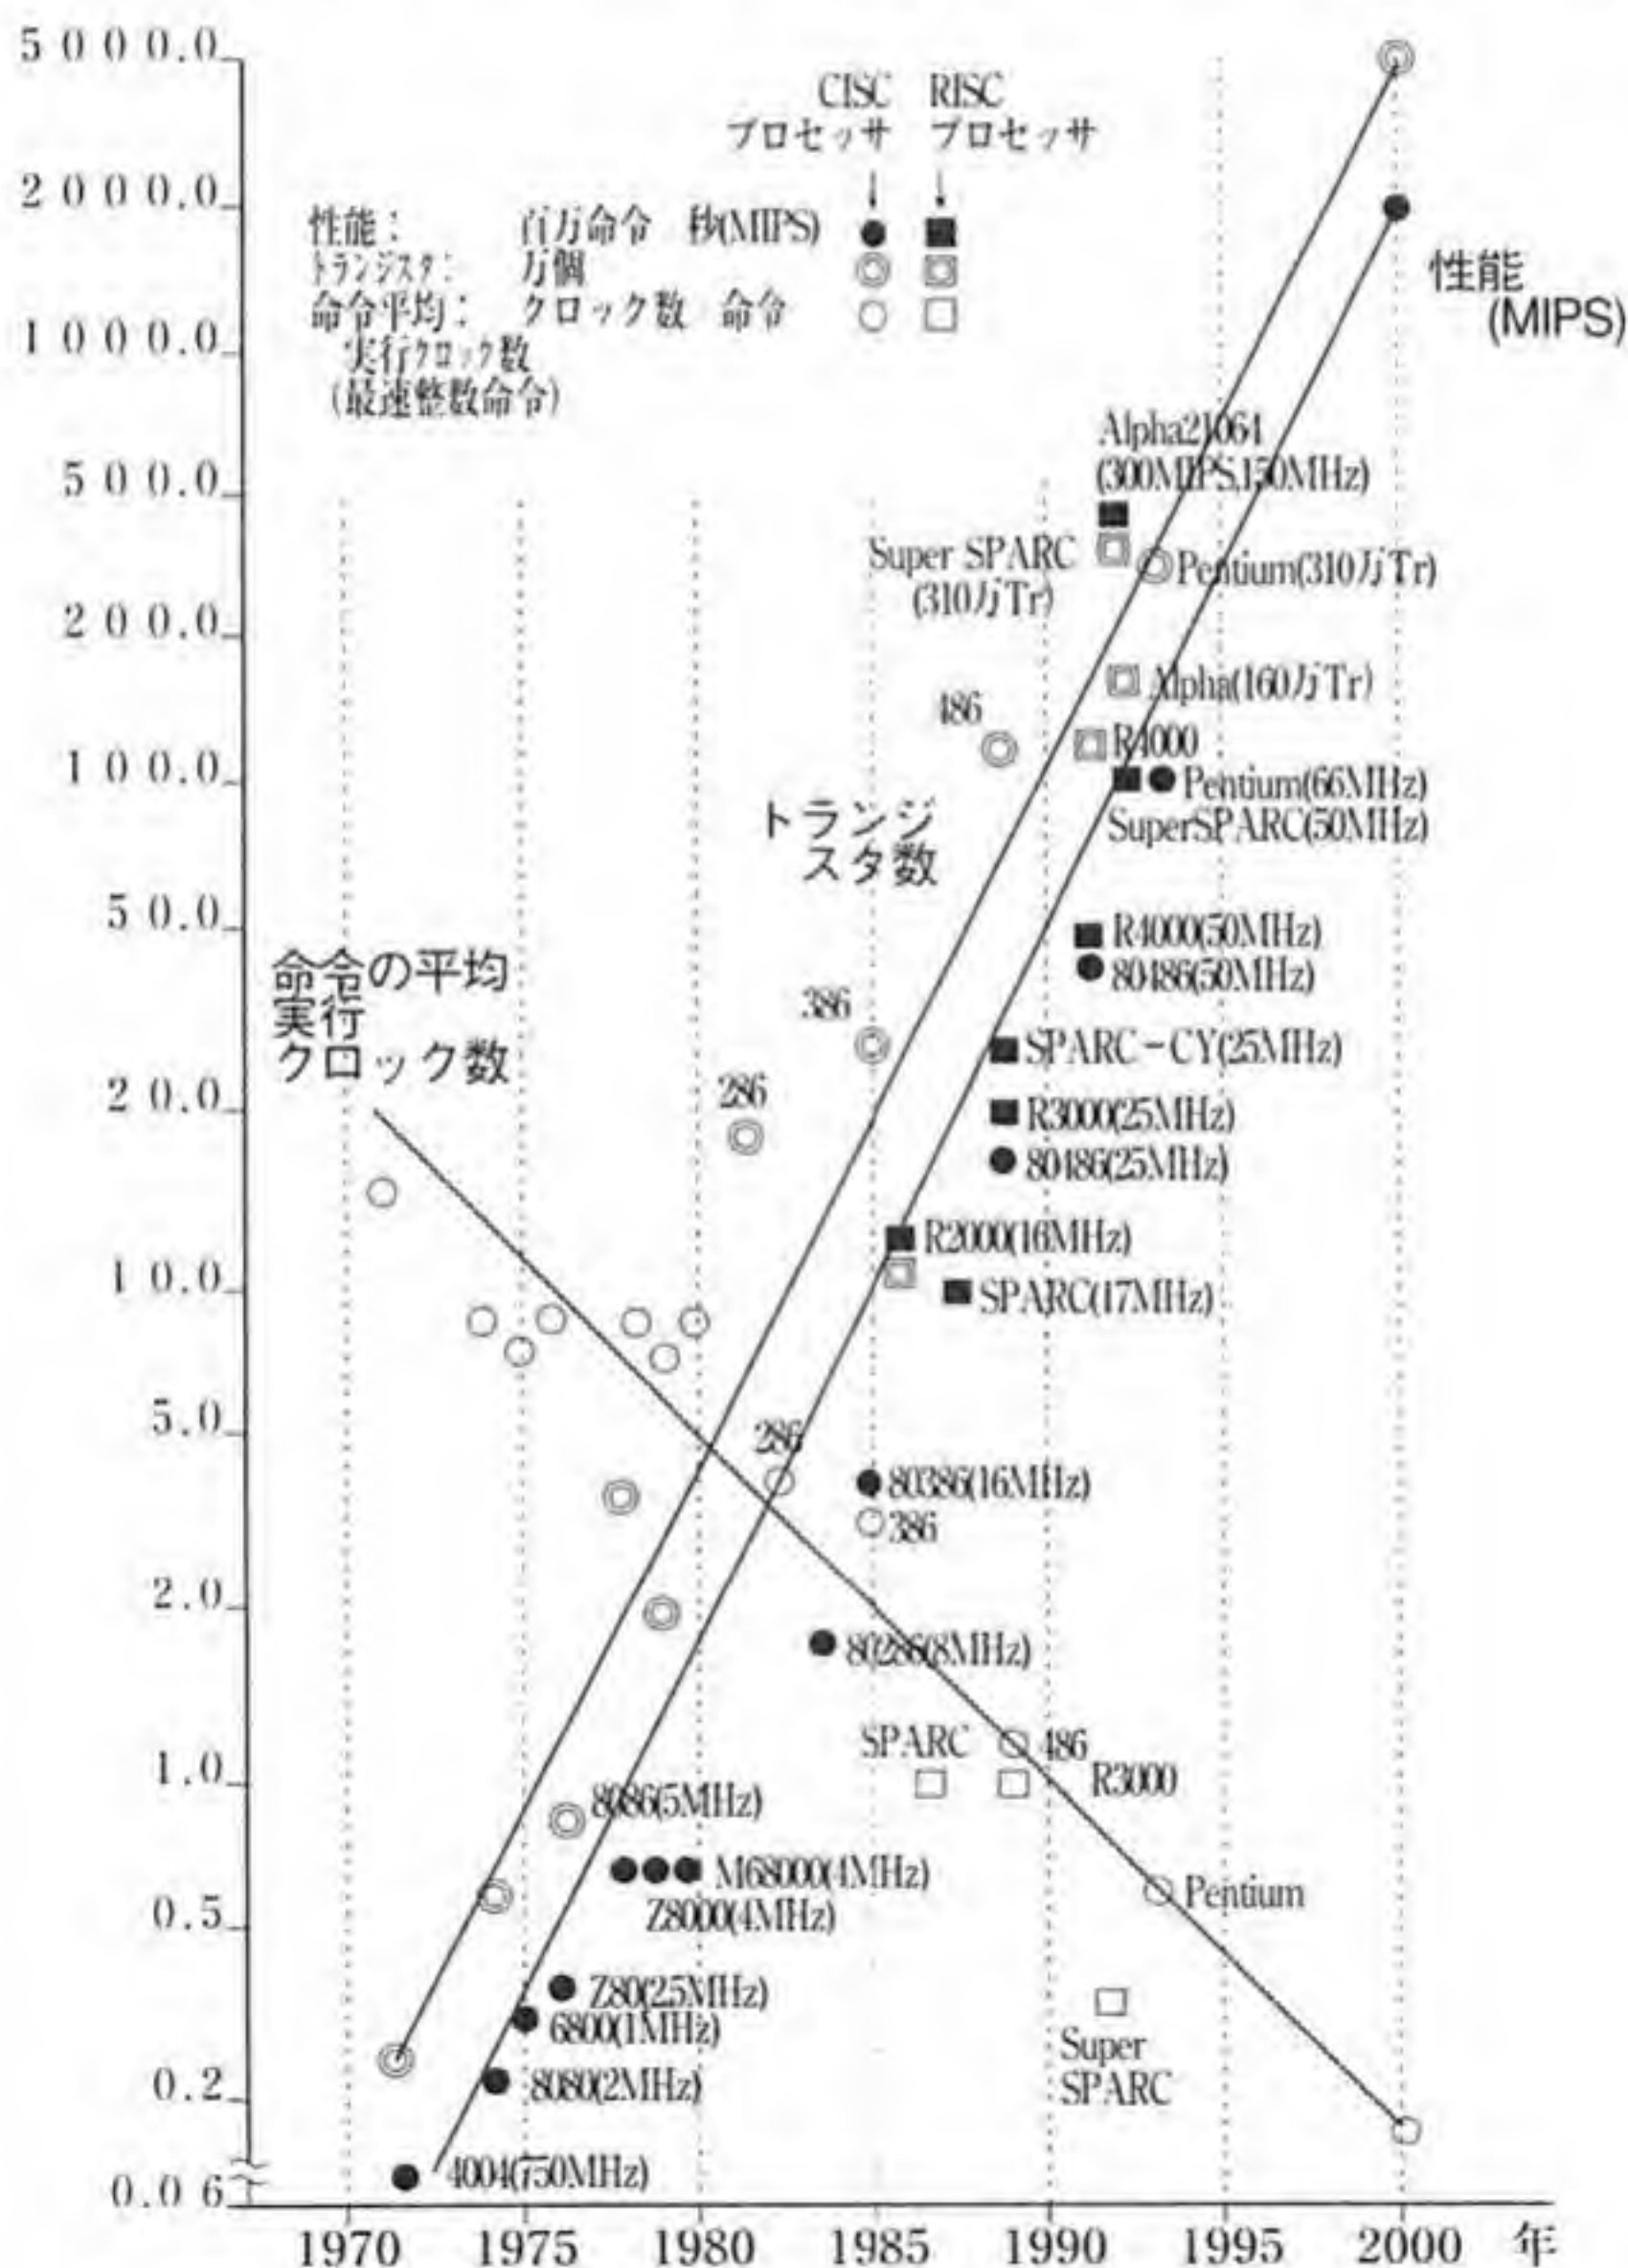 5000.0
2000.0
1000.0
500.0
200.0
100.0
50.0
20.0
10.0
5.0
2.0
1.0
0.5
0.2
0.06
CISC RISC
プロセッサ プロセッサ
性能: 百万命令 秒(MIPS)
トランジスタ: 万個
命令平均: クロック数 命令
実行クロック数
(最速整数命令)
性能
(MIPS)
Alpha21064
(300MIPS,150MHz)
Super SPARC
(310万Tr)
Pentium(310万Tr)
Alpha(160万Tr)
486
R4000
Pentium(66MHz)
SuperSPARC(50MHz)
トランジ
スタ数
R4000(50MHz)
80486(50MHz)
命令の平均
実行
クロック数
386
SPARC-CY(25MHz)
286
R3000(25MHz)
80486(25MHz)
R2000(16MHz)
SPARC(17MHz)
286
80386(16MHz)
386
80286(8MHz)
SPARC
486
R3000
8086(5MHz)
M68000(4MHz)
Z8000(4MHz)
Pentium
Z80(2.5MHz)
6800(1MHz)
Super
SPARC
8080(2MHz)
4004(750MHz)
1970 1975 1980 1985 1990 1995 2000 年